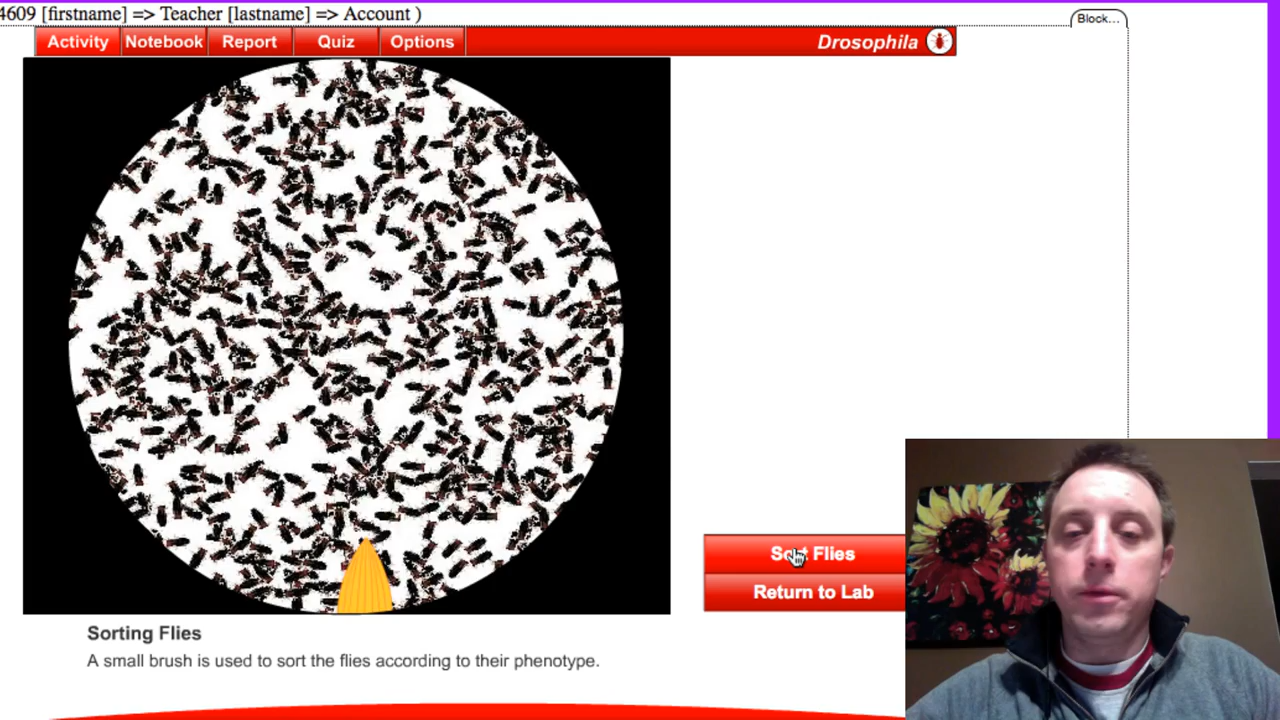 4609 [firstname] => Teacher [lastname] => Account )
Block...
Activity Notebook Report Quiz Options Drosophila
Sort Flies
Return to Lab
Sorting Flies
A small brush is used to sort the flies according to their phenotype.